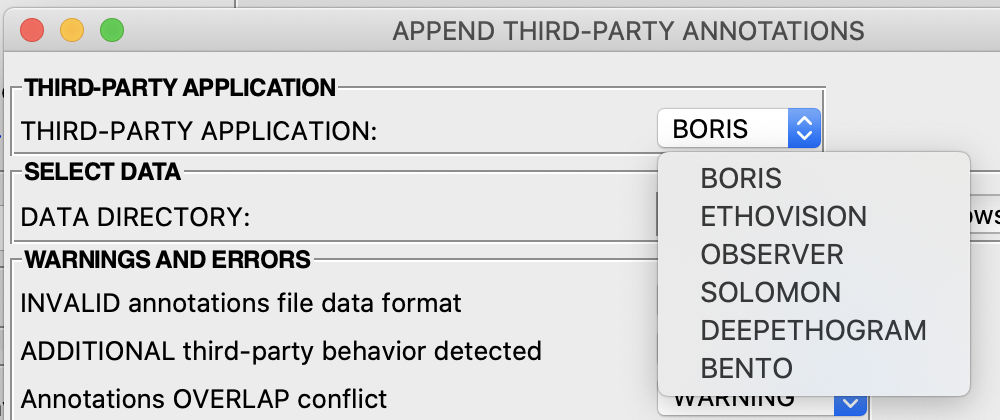 APPEND THIRD-PARTY ANNOTATIONS
THIRD-PARTY APPLICATION
THIRD-PARTY APPLICATION: BORIS
SELECT DATA
DATA DIRECTORY:
WARNINGS AND ERRORS
INVALID annotations file data format
ADDITIONAL third-party behavior detected
Annotations OVERLAP conflict WARNING
BORIS
ETHOVISION
OBSERVER
SOLOMON
DEEPETHOGRAM
BENTO